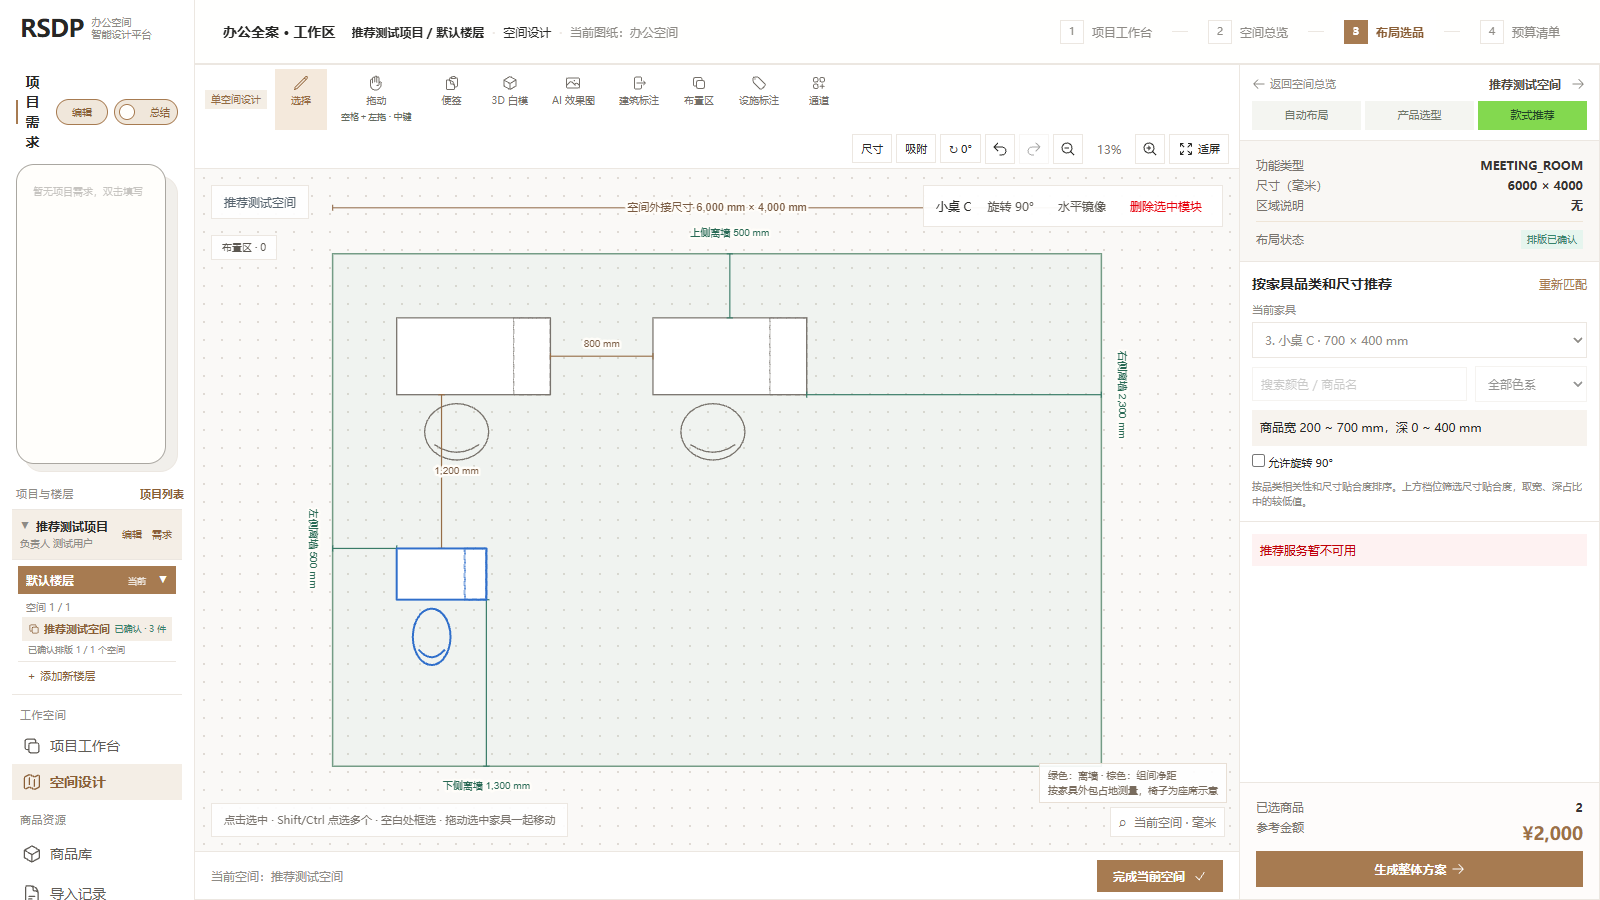 RSDP
办公空间
智能设计平台
项目需求
编辑
总结
暂无项目需求，双击填写
项目与楼层
项目列表
推荐测试项目
负责人 测试用户
编辑
需求
默认楼层
当前
空间 1 / 1
推荐测试空间
已确认 · 3 件
已确认排版 1 / 1 个空间
+ 添加新楼层
工作空间
项目工作台
空间设计
商品资源
商品库
导入记录
办公全案 • 工作区
推荐测试项目 / 默认楼层
空间设计
当前图纸：办公空间
1 项目工作台
2 空间总览
3 布局选品
4 预算清单
单空间设计
选择
拖动
空格 + 左拖 · 中键
便签
3D 白模
AI 效果图
建筑标注
布置区
设施标注
通道
尺寸
吸附
↻ 0°
13%
适屏
推荐测试空间
布置区 · 0
空间外接尺寸 6,000 mm × 4,000 mm
小桌 C
旋转 90°
水平镜像
删除选中模块
上侧离墙 500 mm
800 mm
右侧离墙 2,300 mm
1,200 mm
左侧离墙 500 mm
下侧离墙 1,300 mm
绿色：离墙 · 棕色：组间净距
按家具外包占地测量，椅子为座席示意
点击选中 · Shift/Ctrl 点选多个 · 空白处框选 · 拖动选中家具一起移动
当前空间 · 毫米
当前空间：推荐测试空间
完成当前空间 ✓
← 返回空间总览
推荐测试空间 →
自动布局
产品选型
款式推荐
功能类型
MEETING_ROOM
尺寸（毫米）
6000 × 4000
区域说明
无
布局状态
排版已确认
按家具品类和尺寸推荐
重新匹配
当前家具
3. 小桌 C · 700 × 400 mm
搜索颜色 / 商品名
全部色系
商品宽 200 ~ 700 mm，深 0 ~ 400 mm
允许旋转 90°
按品类相关性和尺寸贴合度排序。上方档位筛选尺寸贴合度，取宽、深占比
中的较低值。
推荐服务暂不可用
已选商品
2
参考金额
¥2,000
生成整体方案 →